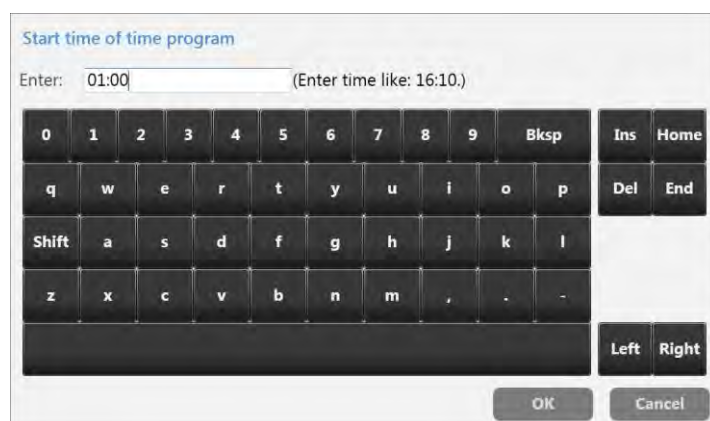 Start time of time program
Enter: 01:00 (Enter time like: 16:10.)
0 1 2 3 4 5 6 7 8 9 Bksp Ins Home
q w e r t y u i o p Del End
Shift a s d f g h j k l
z x c v b n m , . -
Left Right
OK Cancel